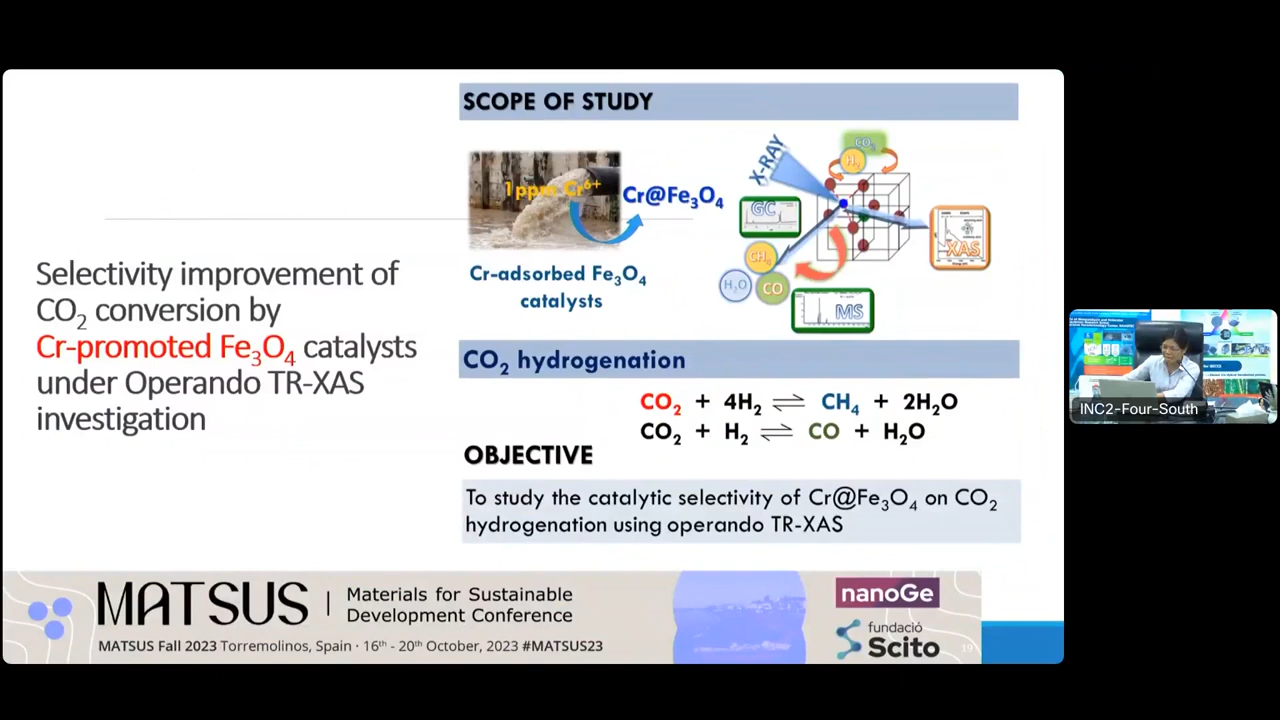 Selectivity improvement of
CO₂ conversion by
Cr-promoted Fe₃O₄ catalysts
under Operando TR-XAS
investigation
SCOPE OF STUDY
1ppm Cr⁶⁺
Cr@Fe₃O₄
Cr-adsorbed Fe₃O₄
catalysts
X-RAY
CO₂
H₂
GC
XAS
CH₄
H₂O
CO
MS
CO₂ hydrogenation
CO₂ + 4H₂ ⇌ CH₄ + 2H₂O
CO₂ + H₂ ⇌ CO + H₂O
OBJECTIVE
To study the catalytic selectivity of Cr@Fe₃O₄ on CO₂
hydrogenation using operando TR-XAS
MATSUS
Materials for Sustainable
Development Conference
MATSUS Fall 2023 Torremolinos, Spain · 16th - 20th October, 2023 #MATSUS23
nanoGe
fundació
Scito
19
INC2-Four-South